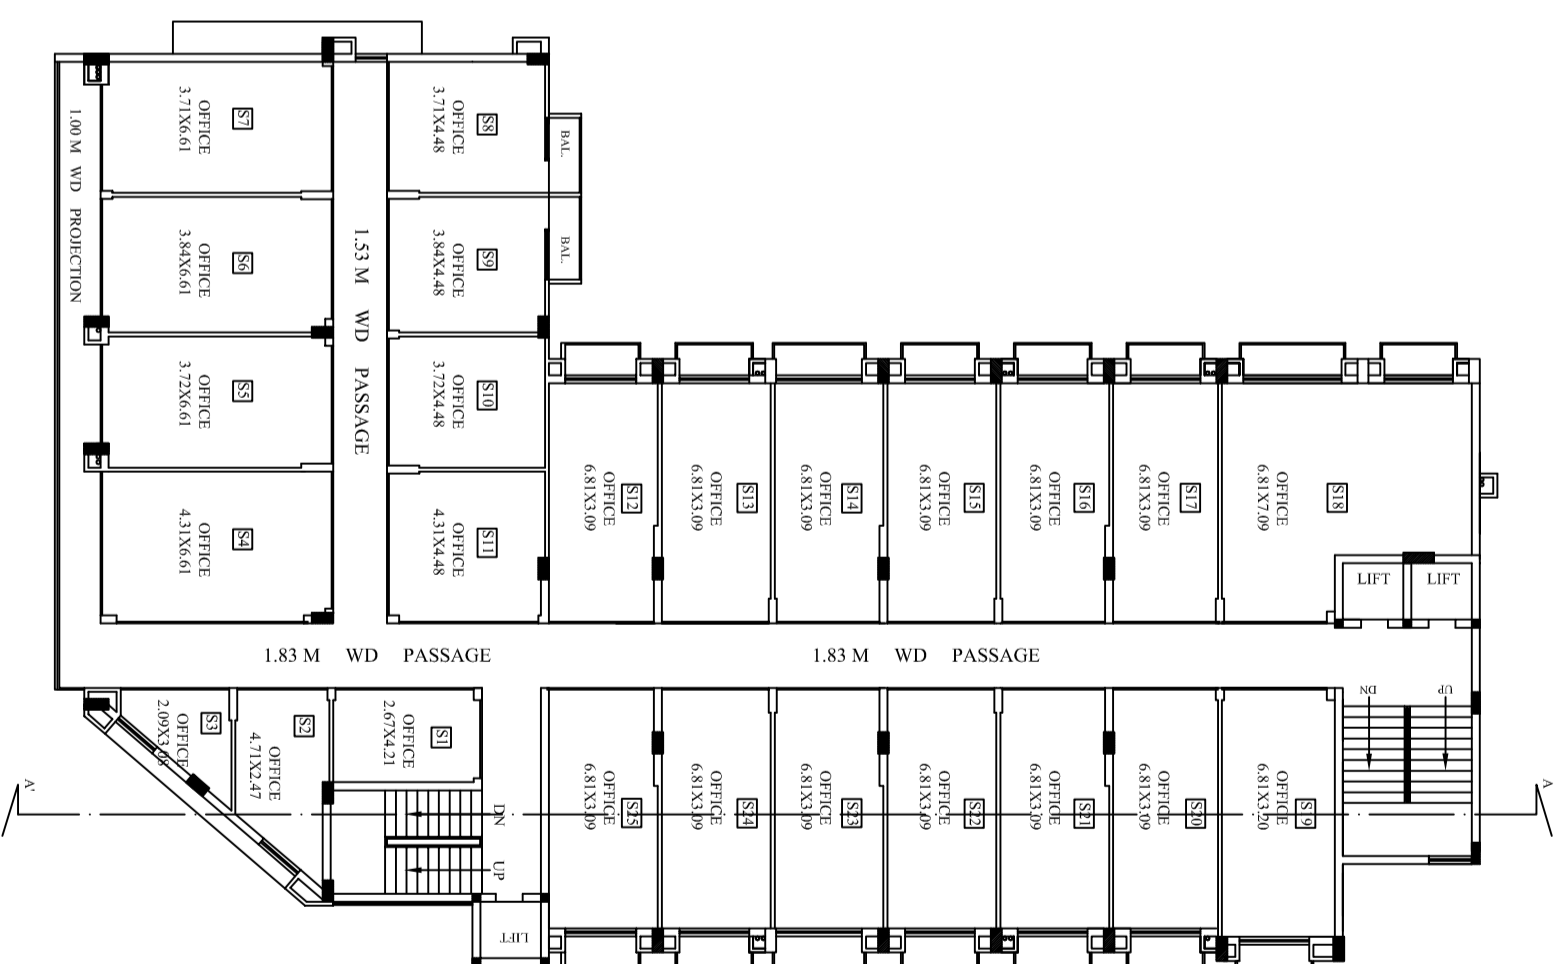 S7
OFFICE
3.71X6.61
S8
OFFICE
3.71X4.48
BAL.
1.00 M WD PROJECTION
S6
OFFICE
3.84X6.61
1.53 M WD PASSAGE
S9
OFFICE
3.84X4.48
BAL.
S5
OFFICE
3.72X6.61
S10
OFFICE
3.72X4.48
S4
OFFICE
4.31X6.61
S11
OFFICE
4.31X4.48
S12
OFFICE
6.81X3.09
S13
OFFICE
6.81X3.09
S14
OFFICE
6.81X3.09
S15
OFFICE
6.81X3.09
S16
OFFICE
6.81X3.09
S17
OFFICE
6.81X3.09
S18
OFFICE
6.81X7.09
LIFT
LIFT
1.83 M WD PASSAGE
1.83 M WD PASSAGE
DN
UP
S3
OFFICE
2.09X3.08
S2
OFFICE
4.71X2.47
S1
OFFICE
2.67X4.21
S25
OFFICE
6.81X3.09
S24
OFFICE
6.81X3.09
S23
OFFICE
6.81X3.09
S22
OFFICE
6.81X3.09
S21
OFFICE
6.81X3.09
S20
OFFICE
6.81X3.09
S19
OFFICE
6.81X3.20
A'
A
DN
UP
LIFT